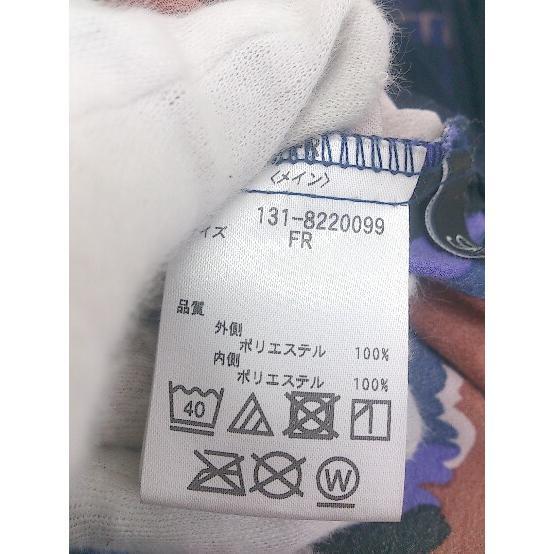 〈メイン〉
131-8220099
イズ FR
品質
外側
ポリエステル 100%
内側
ポリエステル 100%
40
W